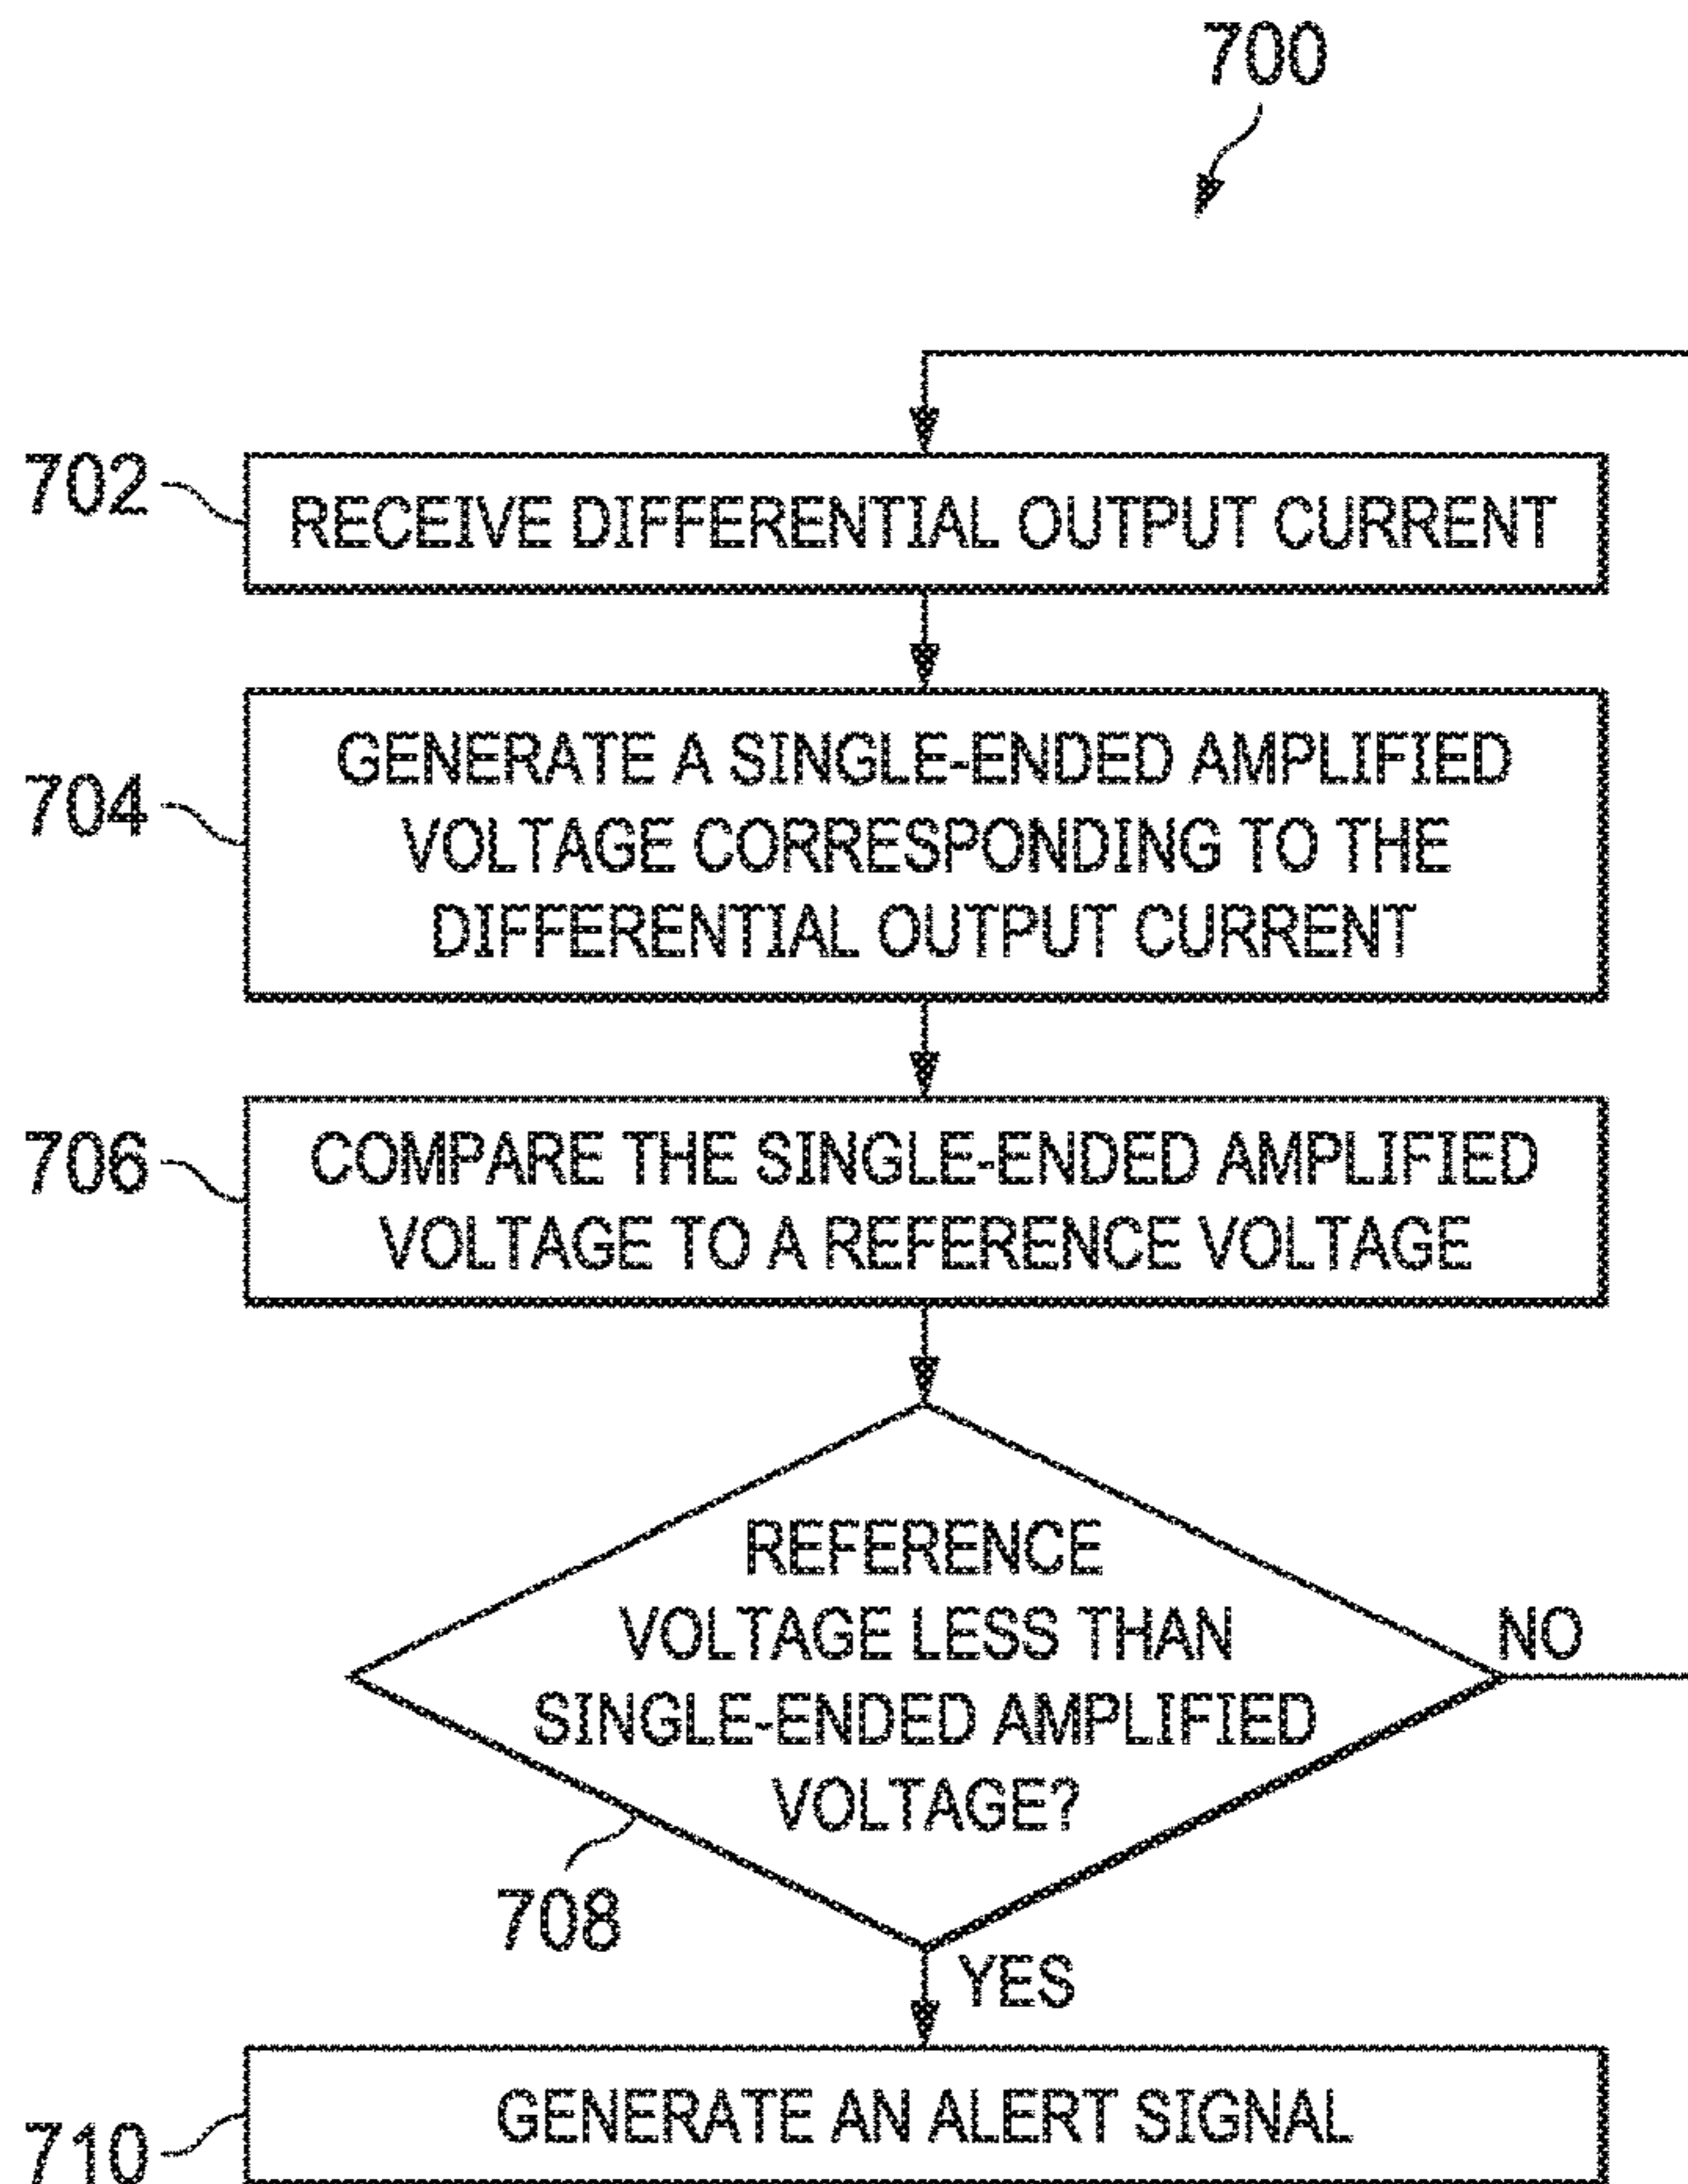 700
702
RECEIVE DIFFERENTIAL OUTPUT CURRENT
704
GENERATE A SINGLE-ENDED AMPLIFIED
VOLTAGE CORRESPONDING TO THE
DIFFERENTIAL OUTPUT CURRENT
706
COMPARE THE SINGLE-ENDED AMPLIFIED
VOLTAGE TO A REFERENCE VOLTAGE
REFERENCE
VOLTAGE LESS THAN
SINGLE-ENDED AMPLIFIED
VOLTAGE?
NO
708
YES
710
GENERATE AN ALERT SIGNAL